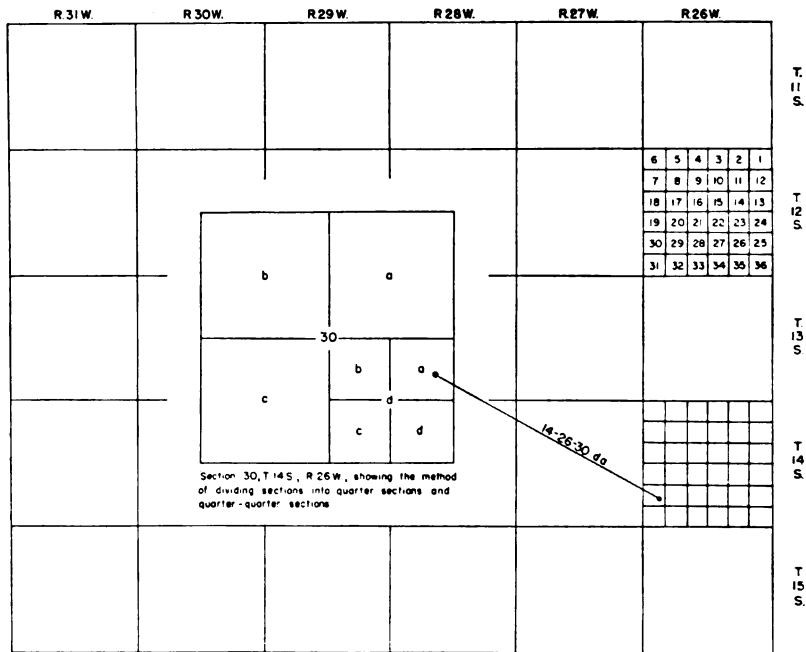 R.31W. R.30W. R.29W. R.28W. R.27W. R.26W.
T.
11
S.
6 5 4 3 2 1
7 8 9 10 11 12
18 17 16 15 14 13
19 20 21 22 23 24
30 29 28 27 26 25
31 32 33 34 35 36
T.
12
S.
b a
30
T.
13
S.
b a
c d
c d
14-26-30 da
T
14
S.
Section 30, T 14 S, R 26 W, showing the method
of dividing sections into quarter sections and
quarter-quarter sections
T
15
S.